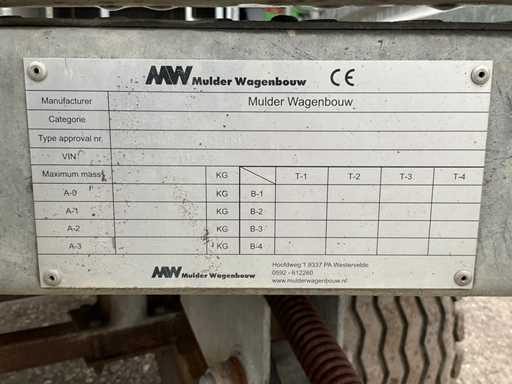 MW Mulder Wagenbouw CE
Manufacturer Mulder Wagenbouw
Categorie
Type approval nr.
VIN
Maximum mass KG T-1 T-2 T-3 T-4
A-0 KG B-1
A-1 KG B-2
A-2 KG B-3
A-3 KG B-4
MW Mulder Wagenbouw
Hoofdweg 1 9337 PA Westervelde
0592 - 612260
www.mulderwagenbouw.nl